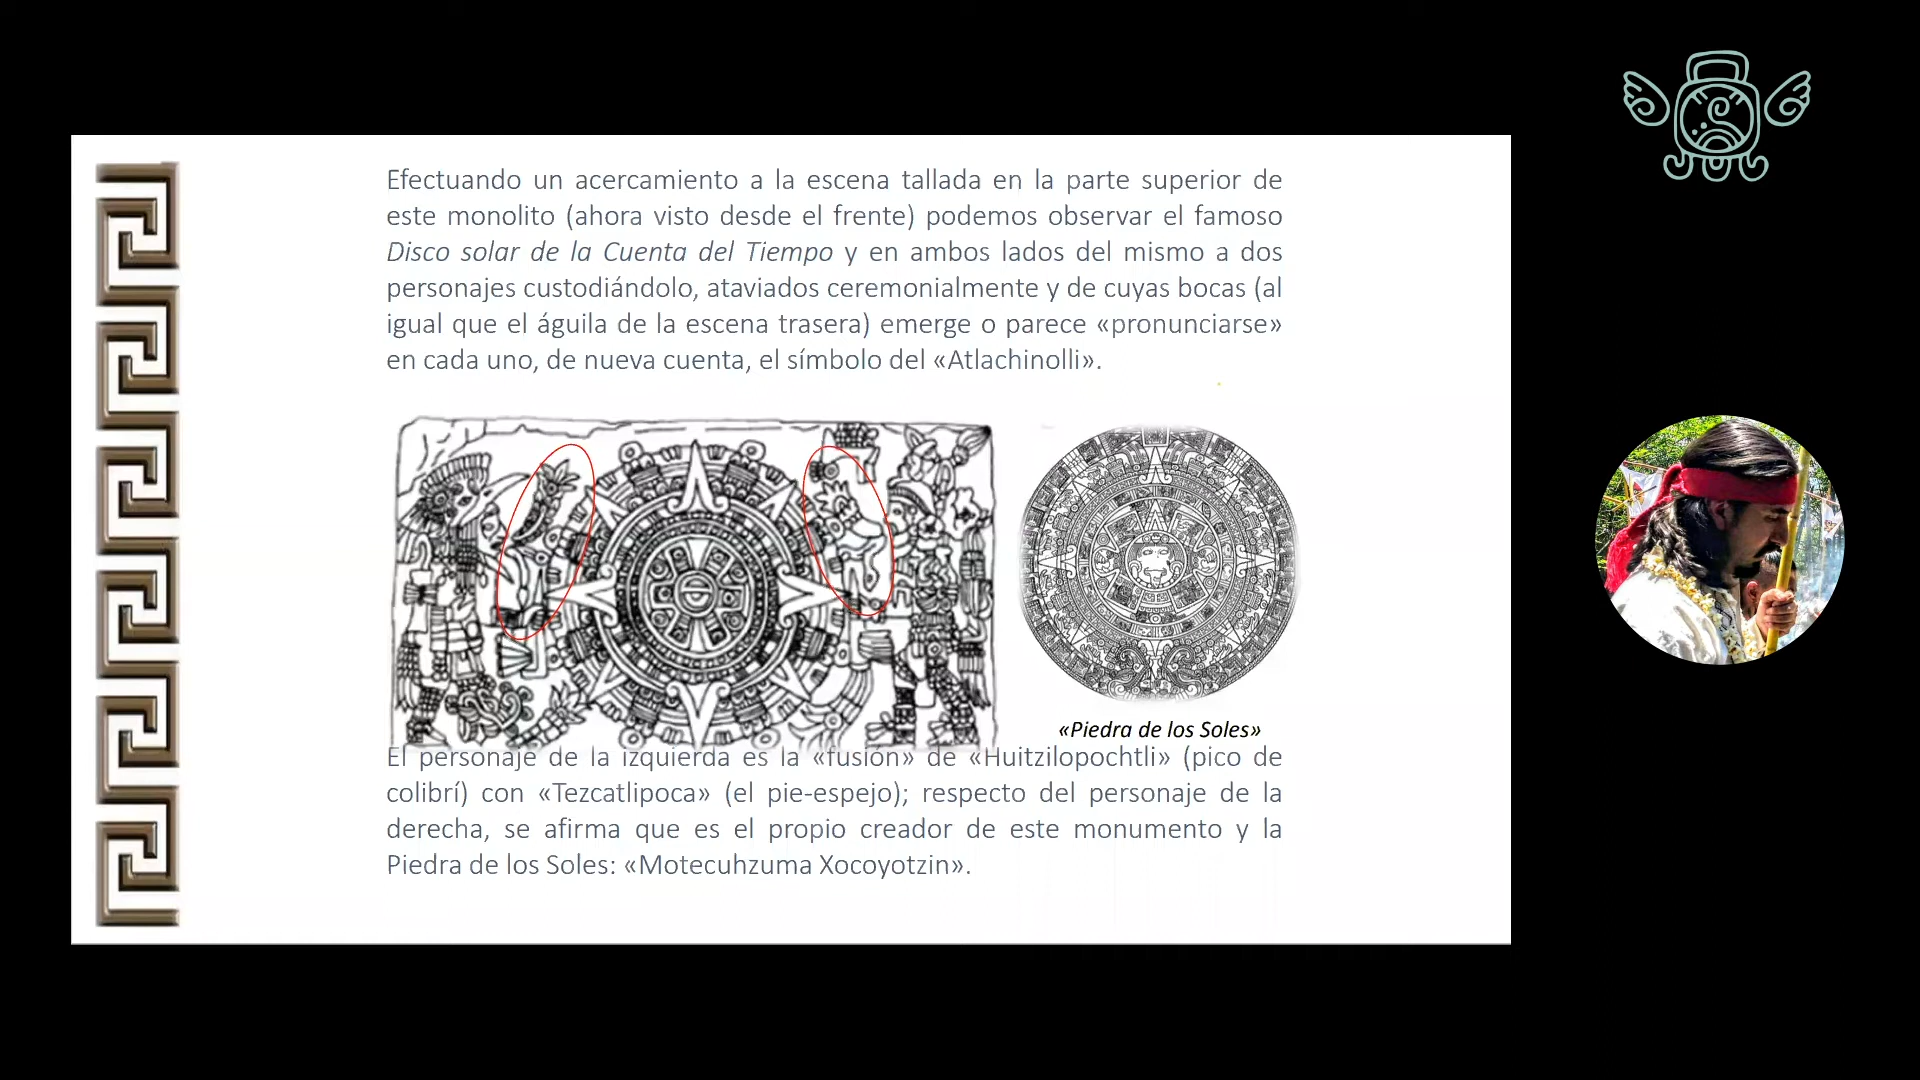 Efectuando un acercamiento a la escena tallada en la parte superior de
este monolito (ahora visto desde el frente) podemos observar el famoso
Disco solar de la Cuenta del Tiempo y en ambos lados del mismo a dos
personajes custodiándolo, ataviados ceremonialmente y de cuyas bocas (al
igual que el águila de la escena trasera) emerge o parece «pronunciarse»
en cada uno, de nueva cuenta, el símbolo del «Atlachinolli».
«Piedra de los Soles»
El personaje de la izquierda es la «fusión» de «Huitzilopochtli» (pico de
colibrí) con «Tezcatlipoca» (el pie-espejo); respecto del personaje de la
derecha, se afirma que es el propio creador de este monumento y la
Piedra de los Soles: «Motecuhzuma Xocoyotzin».